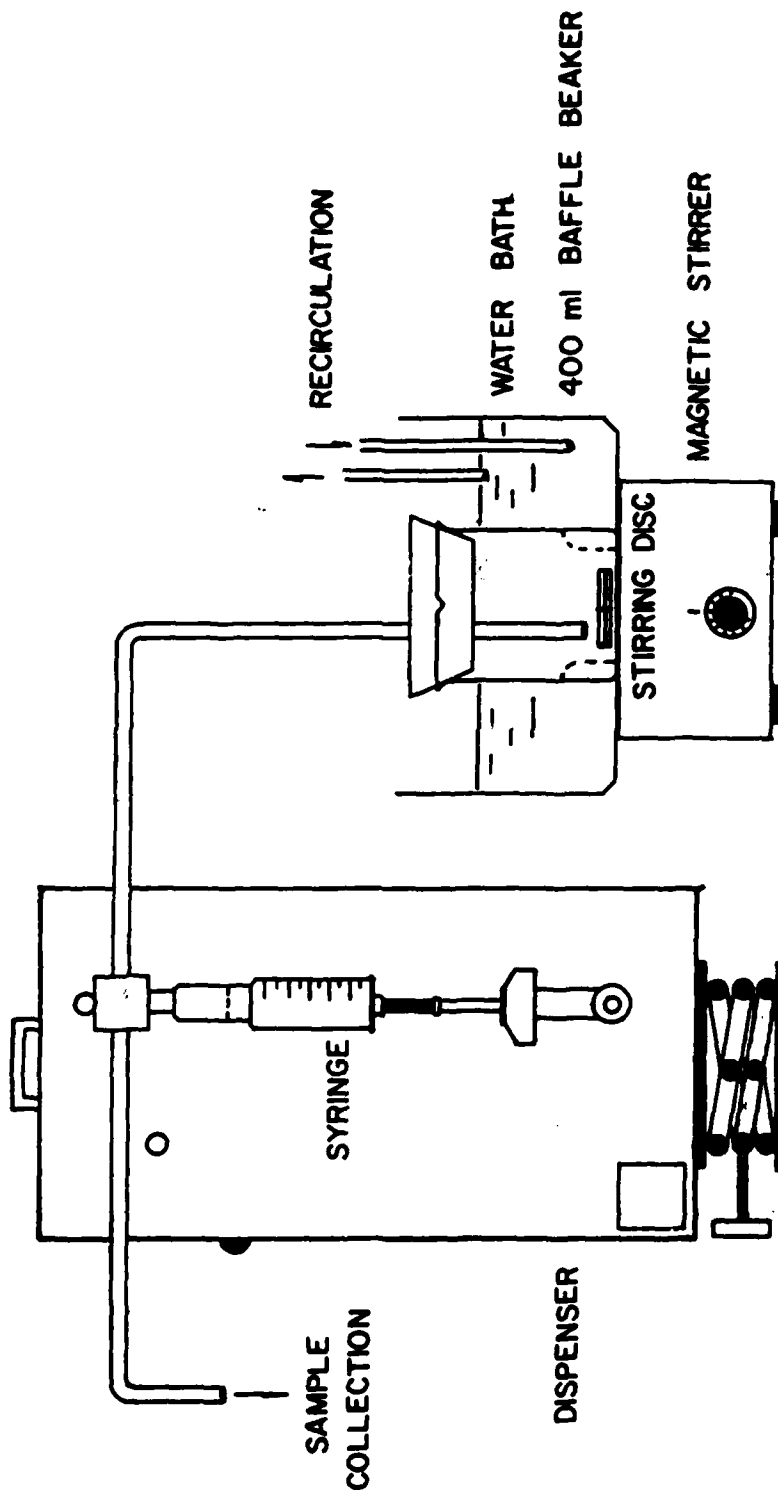 RECIRCULATION
WATER BATH
400 ml BAFFLE BEAKER
STIRRING DISC
MAGNETIC STIRRER
SYRINGE
SAMPLE
COLLECTION
DISPENSER